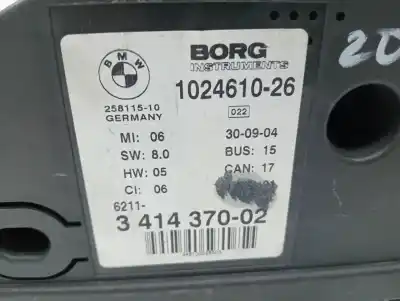 BMW
BORG
INSTRUMENTS
1024610-26
258115-10
GERMANY
022
MI: 06 30-09-04
SW: 8.0 BUS: 15
HW: 05 CAN: 17
CI: 06
6211-
3 414 370-02
20